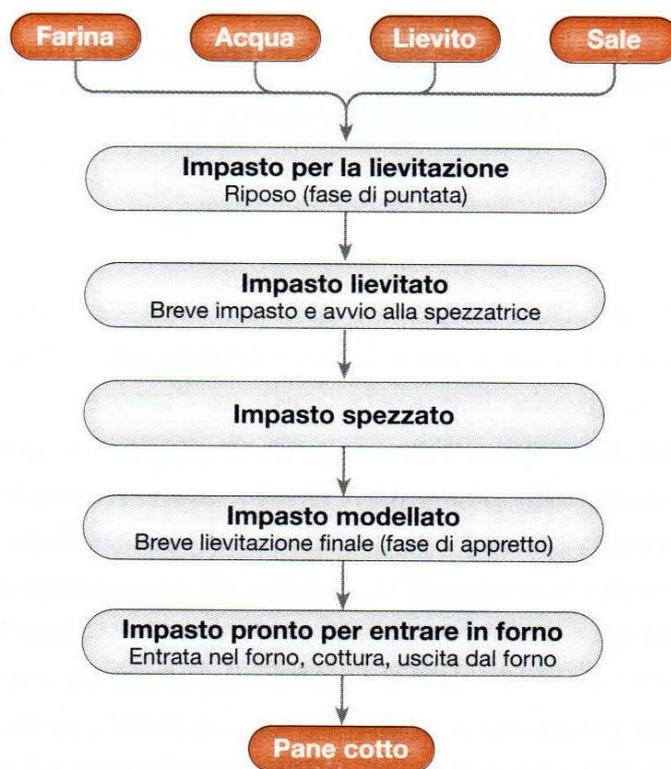 Farina Acqua Lievito Sale
Impasto per la lievitazione
Riposo (fase di puntata)
Impasto lievitato
Breve impasto e avvio alla spezzatrice
Impasto spezzato
Impasto modellato
Breve lievitazione finale (fase di appretto)
Impasto pronto per entrare in forno
Entrata nel forno, cottura, uscita dal forno
Pane cotto